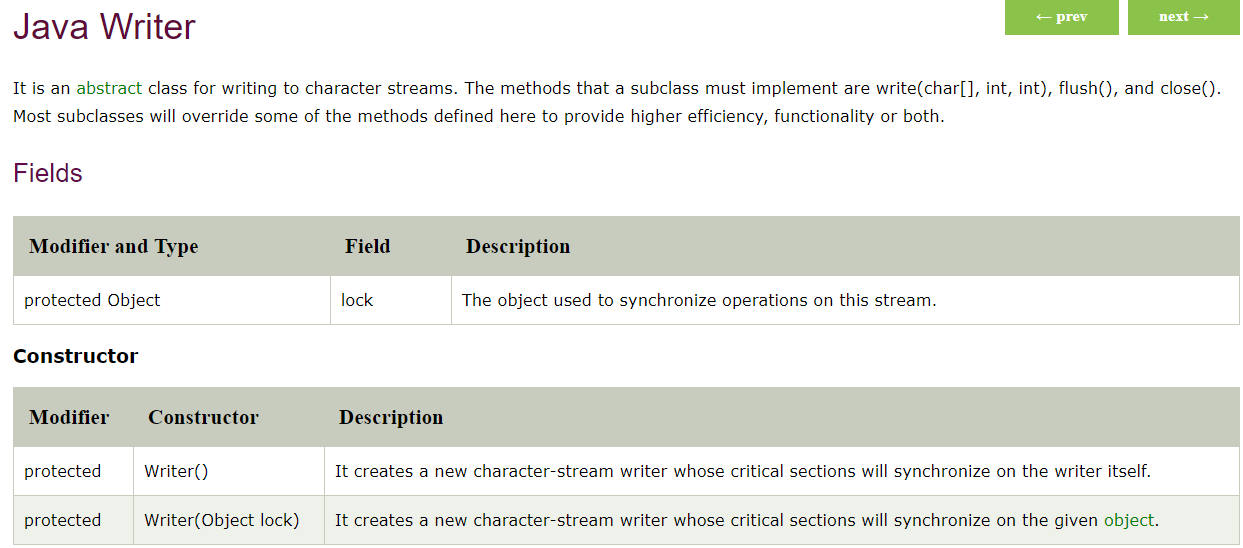 Java Writer
← prev
next →
It is an abstract class for writing to character streams. The methods that a subclass must implement are write(char[], int, int), flush(), and close().
Most subclasses will override some of the methods defined here to provide higher efficiency, functionality or both.
Fields
Modifier and Type Field Description
protected Object lock The object used to synchronize operations on this stream.
Constructor
Modifier Constructor Description
protected Writer() It creates a new character-stream writer whose critical sections will synchronize on the writer itself.
protected Writer(Object lock) It creates a new character-stream writer whose critical sections will synchronize on the given object.